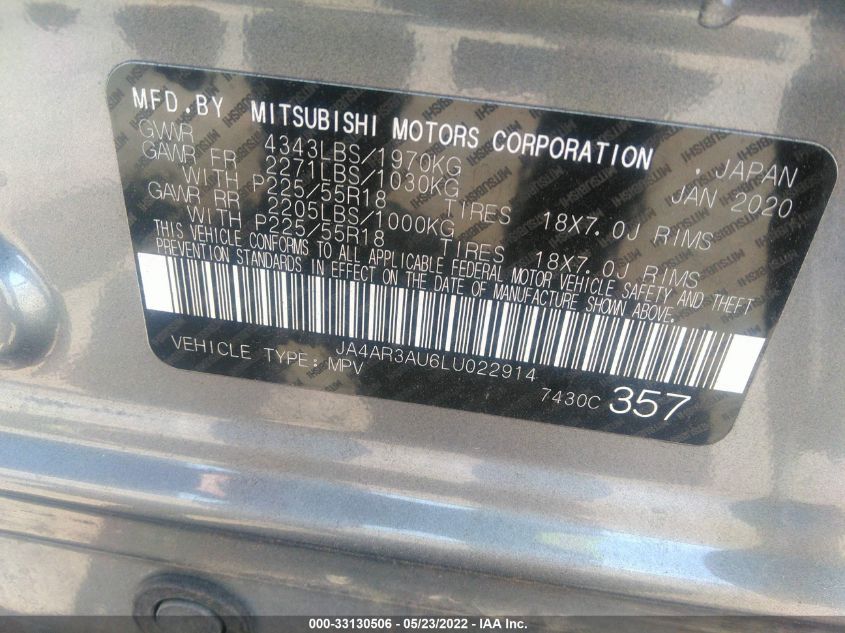 MFD.BY MITSUBISHI MOTORS CORPORATION . JAPAN
GVWR 4343LBS/1970KG JAN 2020
GAWR FR 2271LBS/1030KG
WITH P225/55R18 TIRES 18X7.0J RIMS
GAWR RR 2205LBS/1000KG
WITH P225/55R18 TIRES 18X7.0J RIMS
THIS VEHICLE CONFORMS TO ALL APPLICABLE FEDERAL MOTOR VEHICLE SAFETY AND THEFT
PREVENTION STANDARDS IN EFFECT ON THE DATE OF MANUFACTURE SHOWN ABOVE.
JA4AR3AU6LU022914
VEHICLE TYPE: MPV
7430C 357
000-33130506 - 05/23/2022 - IAA Inc.